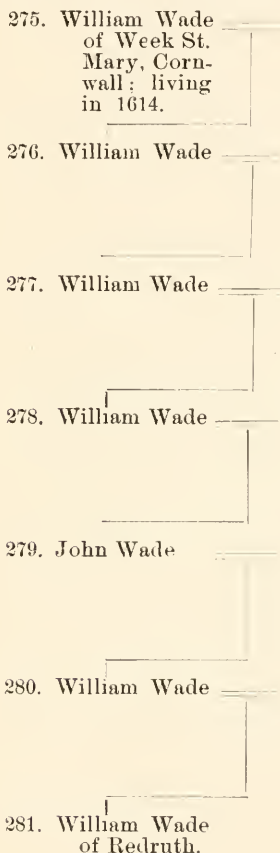 275. William Wade
of Week St.
Mary, Corn-
wall: living
in 1614.
276. William Wade
277. William Wade
278. William Wade
279. John Wade
280. William Wade
281. William Wade
of Redruth.